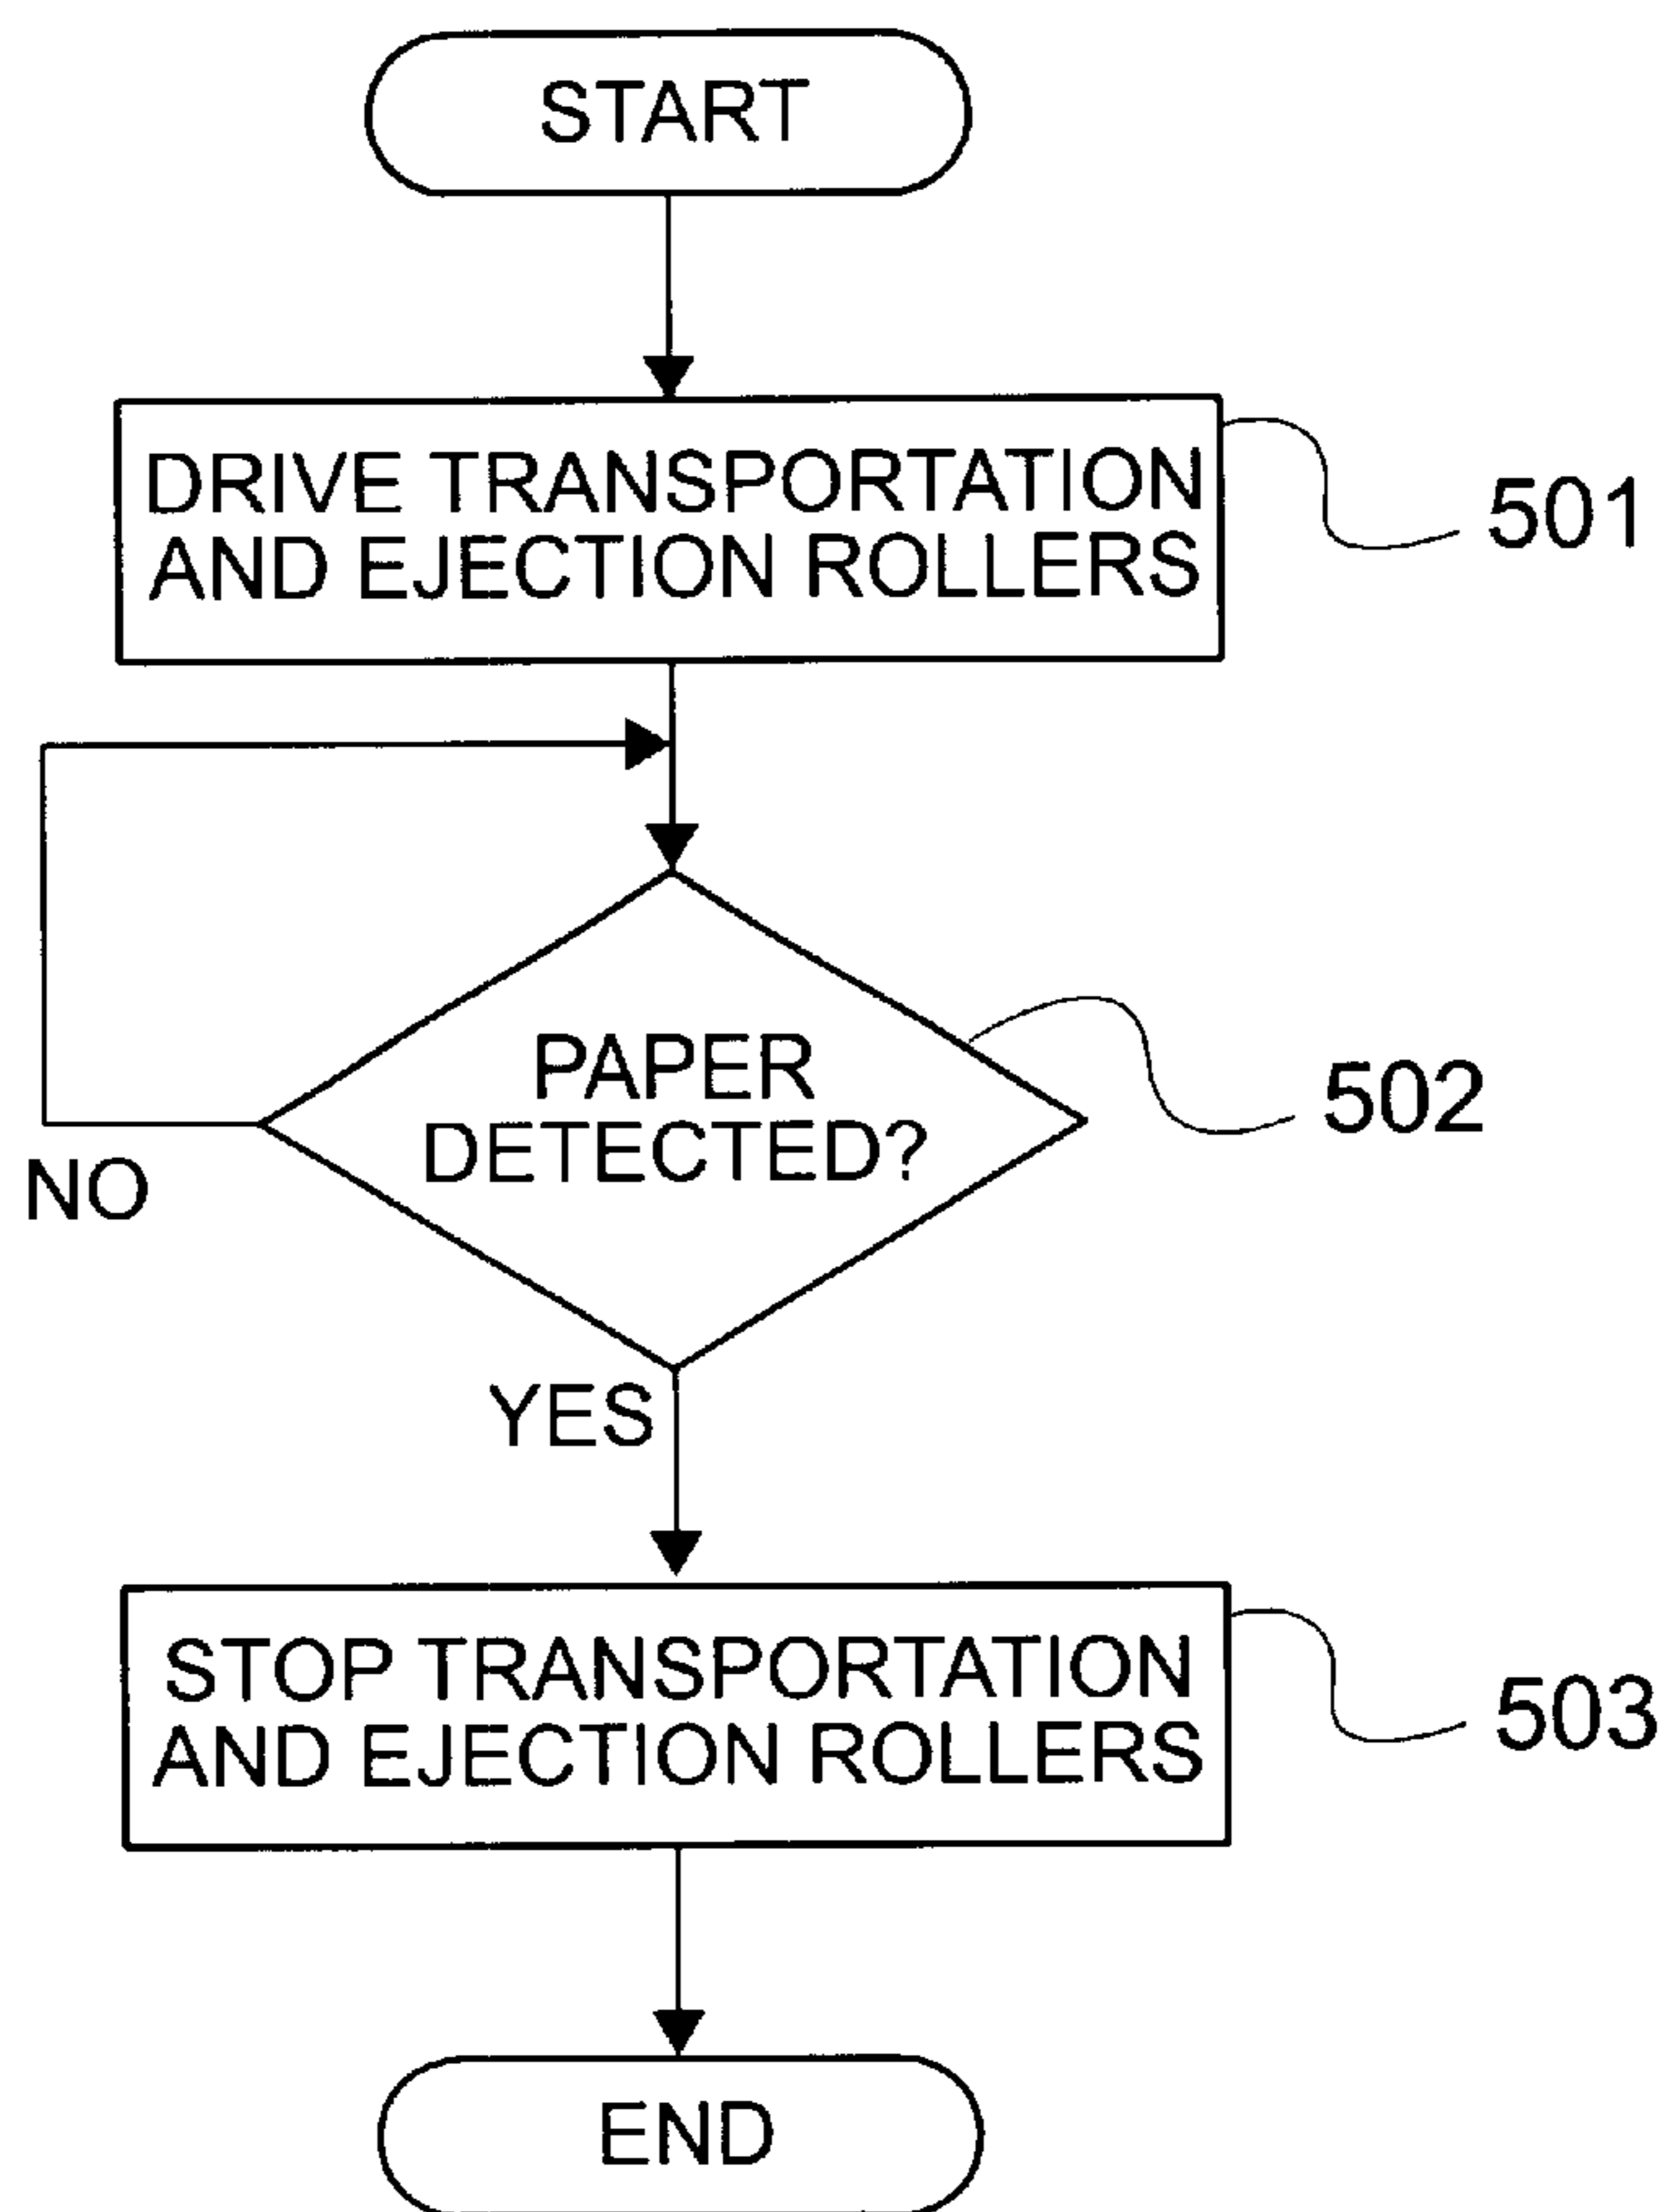 START
DRIVE TRANSPORTATION
AND EJECTION ROLLERS
501
PAPER
DETECTED?
502
NO
YES
STOP TRANSPORTATION
AND EJECTION ROLLERS
503
END